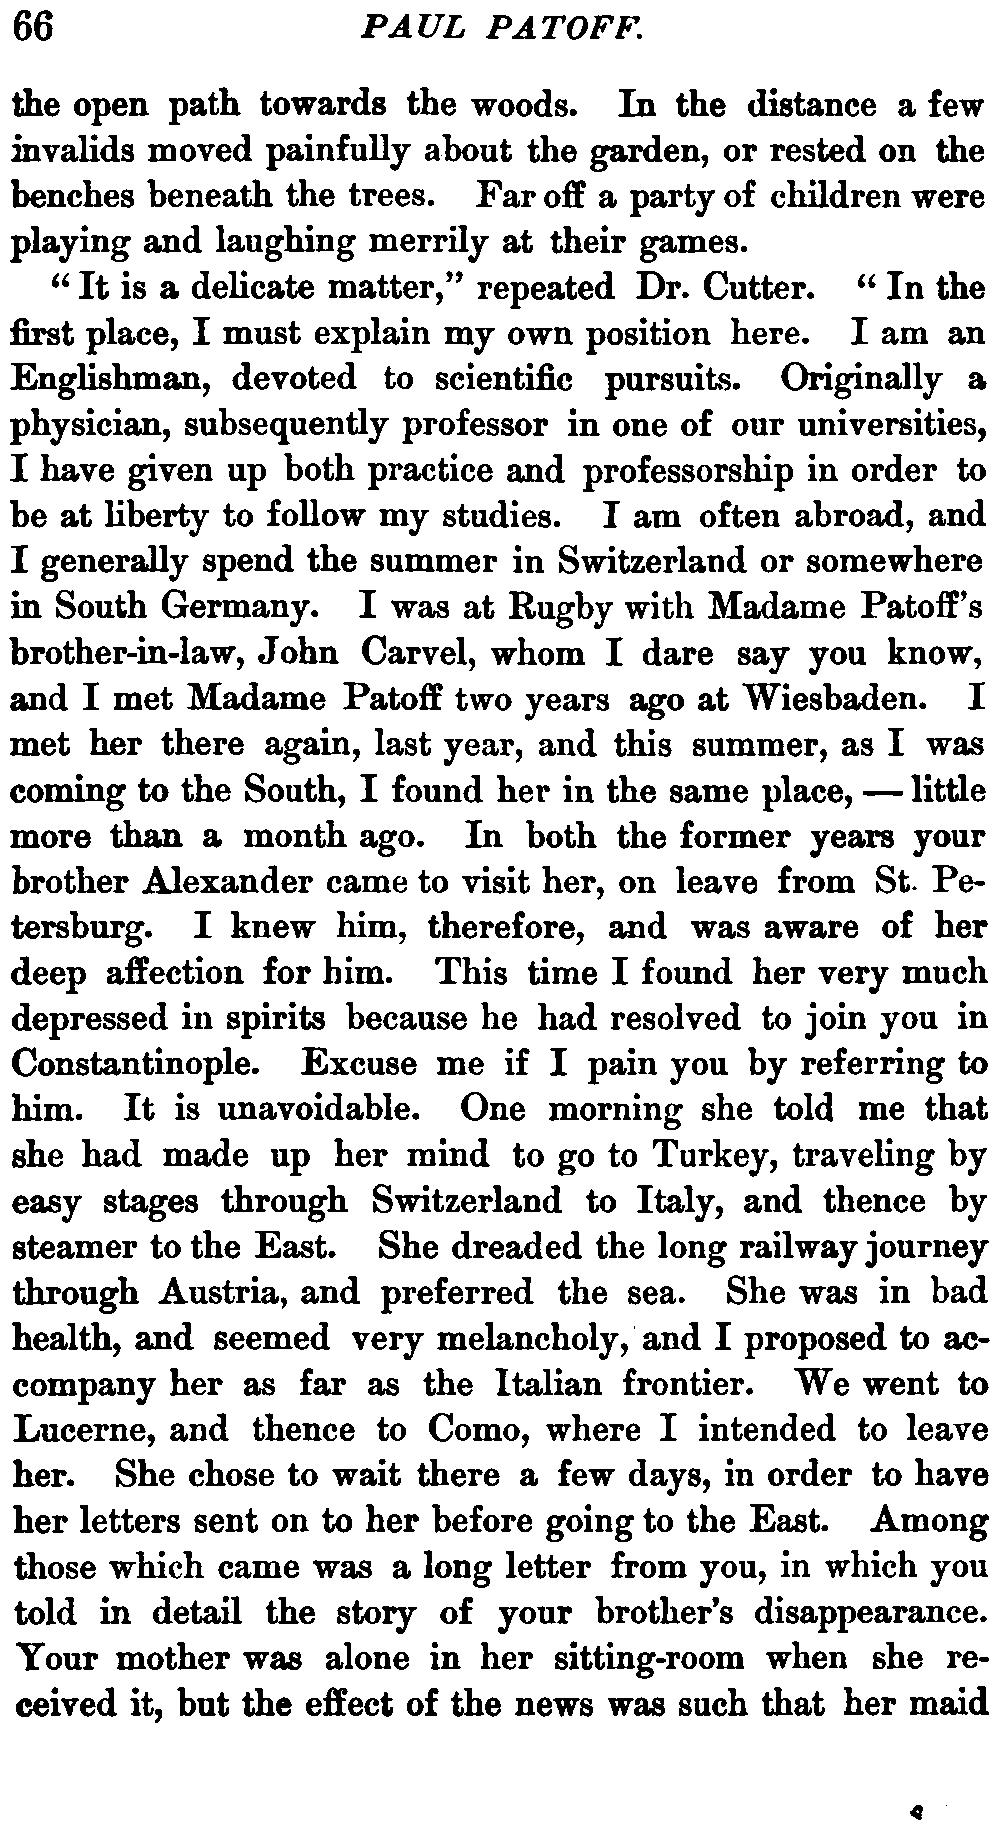 66 PAUL PATOFF.
the open path towards the woods. In the distance a few
invalids moved painfully about the garden, or rested on the
benches beneath the trees. Far off a party of children were
playing and laughing merrily at their games.
"It is a delicate matter," repeated Dr. Cutter. "In the
first place, I must explain my own position here. I am an
Englishman, devoted to scientific pursuits. Originally a
physician, subsequently professor in one of our universities,
I have given up both practice and professorship in order to
be at liberty to follow my studies. I am often abroad, and
I generally spend the summer in Switzerland or somewhere
in South Germany. I was at Rugby with Madame Patoff's
brother-in-law, John Carvel, whom I dare say you know,
and I met Madame Patoff two years ago at Wiesbaden. I
met her there again, last year, and this summer, as I was
coming to the South, I found her in the same place, — little
more than a month ago. In both the former years your
brother Alexander came to visit her, on leave from St. Pe-
tersburg. I knew him, therefore, and was aware of her
deep affection for him. This time I found her very much
depressed in spirits because he had resolved to join you in
Constantinople. Excuse me if I pain you by referring to
him. It is unavoidable. One morning she told me that
she had made up her mind to go to Turkey, traveling by
easy stages through Switzerland to Italy, and thence by
steamer to the East. She dreaded the long railway journey
through Austria, and preferred the sea. She was in bad
health, and seemed very melancholy, and I proposed to ac-
company her as far as the Italian frontier. We went to
Lucerne, and thence to Como, where I intended to leave
her. She chose to wait there a few days, in order to have
her letters sent on to her before going to the East. Among
those which came was a long letter from you, in which you
told in detail the story of your brother's disappearance.
Your mother was alone in her sitting-room when she re-
ceived it, but the effect of the news was such that her maid